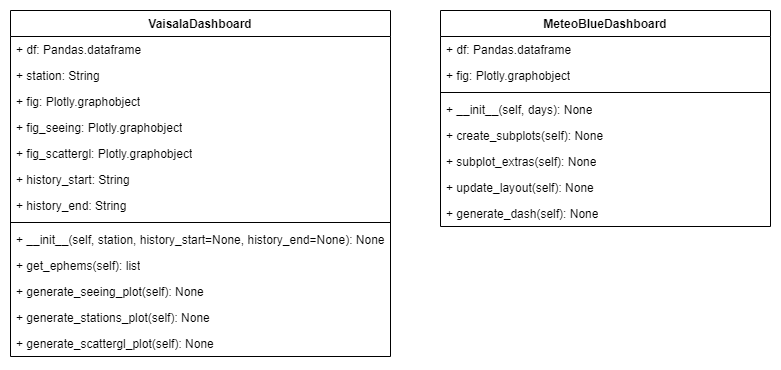 VaisalaDashboard
+ df: Pandas.dataframe
+ station: String
+ fig: Plotly.graphobject
+ fig_seeing: Plotly.graphobject
+ fig_scattergl: Plotly.graphobject
+ history_start: String
+ history_end: String
+ __init__(self, station, history_start=None, history_end=None): None
+ get_ephems(self): list
+ generate_seeing_plot(self): None
+ generate_stations_plot(self): None
+ generate_scattergl_plot(self): None
MeteoBlueDashboard
+ df: Pandas.dataframe
+ fig: Plotly.graphobject
+ __init__(self, days): None
+ create_subplots(self): None
+ subplot_extras(self): None
+ update_layout(self): None
+ generate_dash(self): None